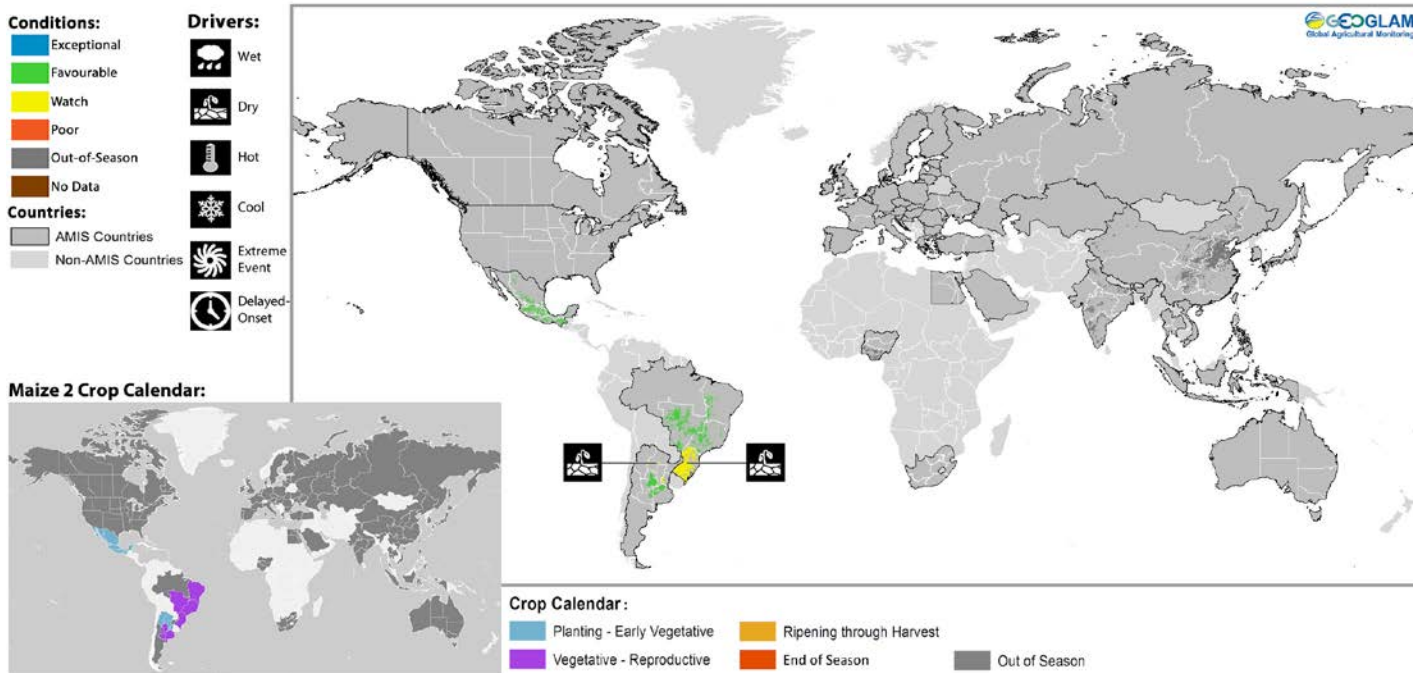 Conditions:
Exceptional
Favourable
Watch
Poor
Out-of-Season
No Data
Countries:
AMIS Countries
Non-AMIS Countries
Drivers:
Wet
Dry
Hot
Cool
Extreme
Event
Delayed-
Onset
GEOGLAM
Global Agricultural Monitoring
Maize 2 Crop Calendar:
Crop Calendar :
Planting - Early Vegetative
Vegetative - Reproductive
Ripening through Harvest
End of Season
Out of Season